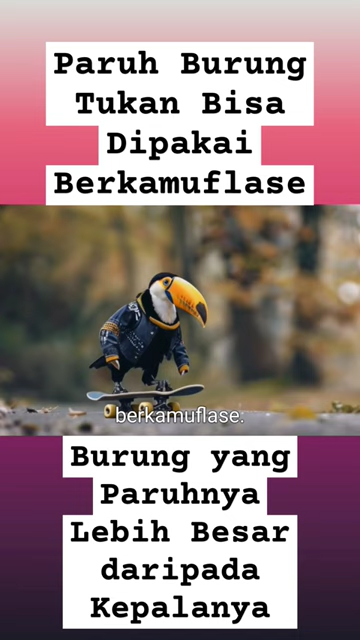 Paruh Burung
Tukan Bisa
Dipakai
Berkamuflase
berkamuflase.
Burung yang
Paruhnya
Lebih Besar
daripada
Kepalanya